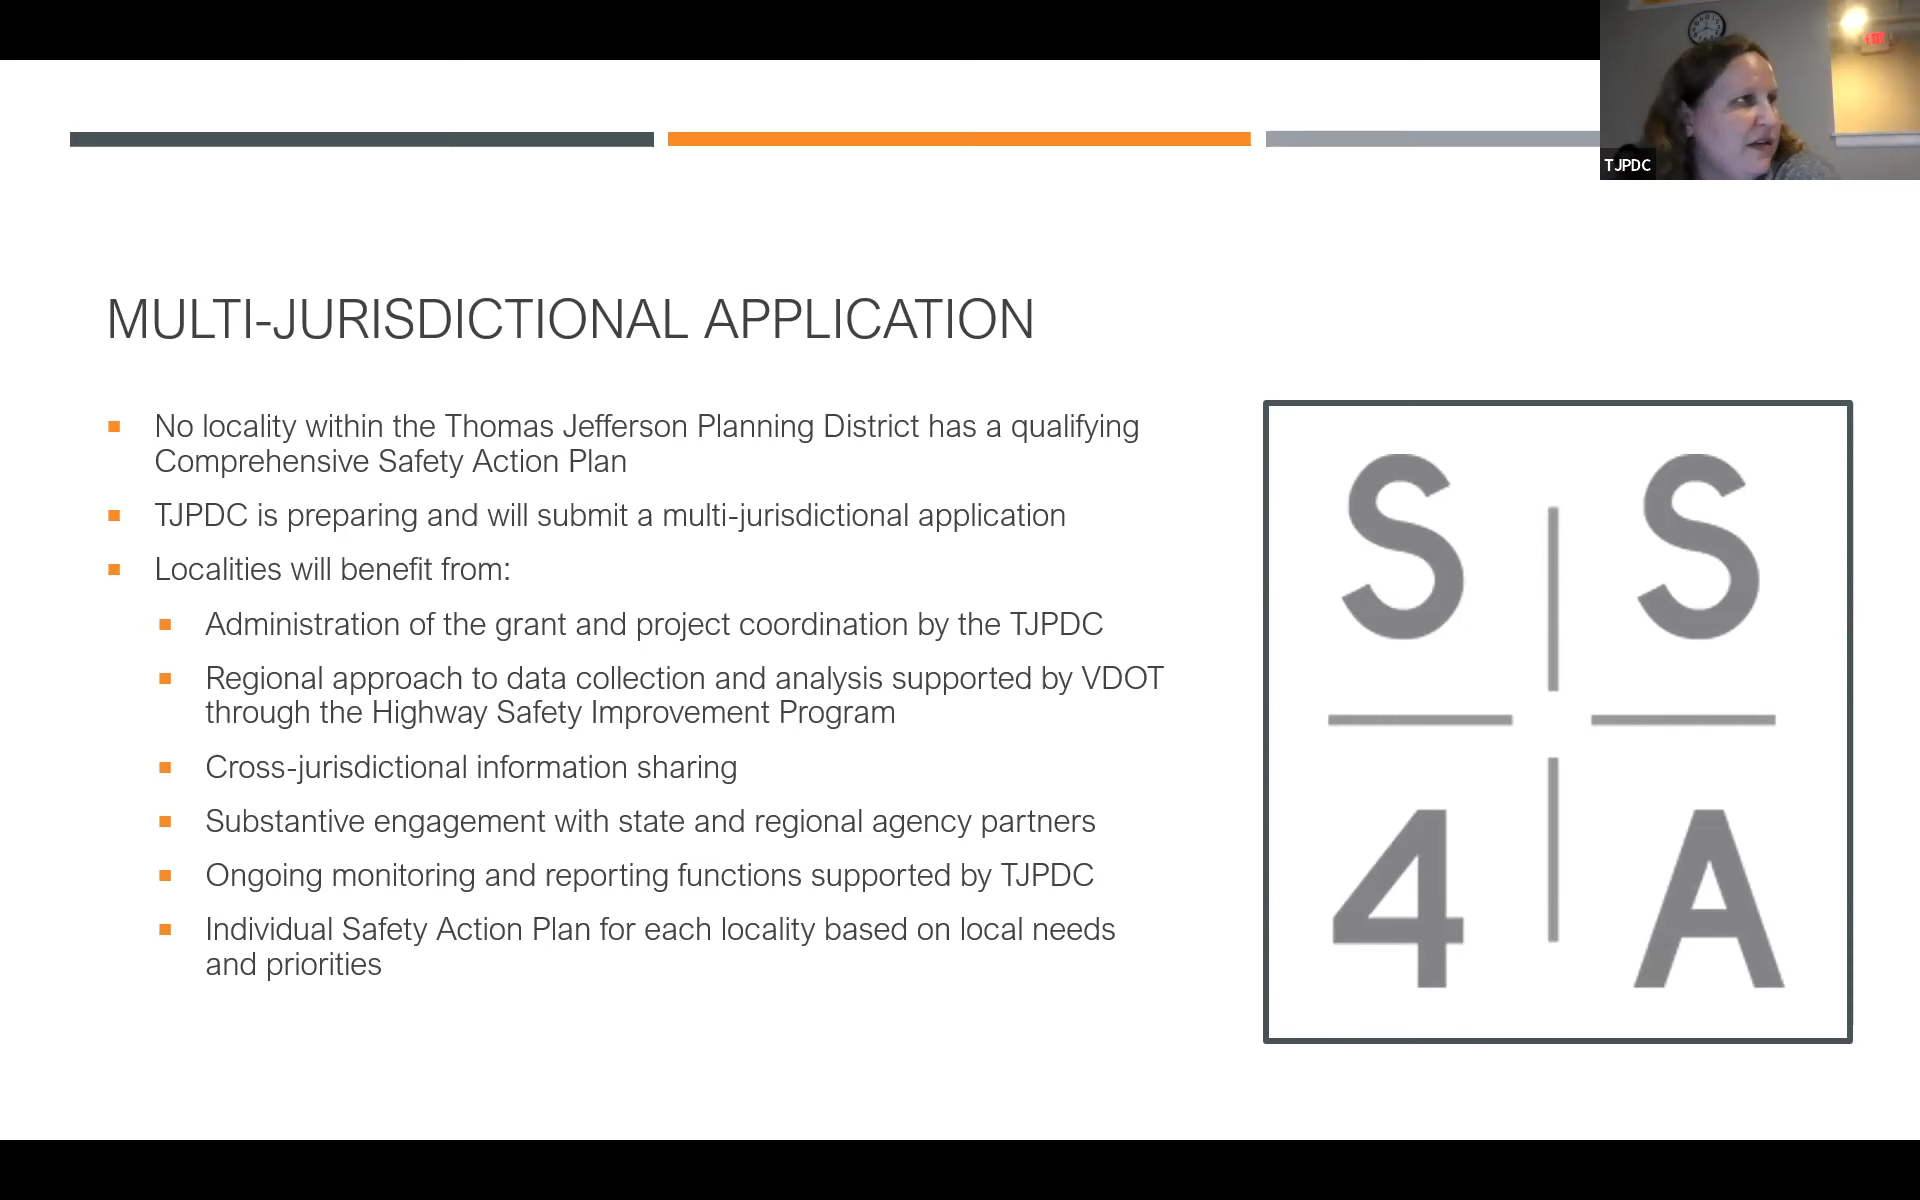 EXIT
TJPDC
MULTI-JURISDICTIONAL APPLICATION
No locality within the Thomas Jefferson Planning District has a qualifying
Comprehensive Safety Action Plan
TJPDC is preparing and will submit a multi-jurisdictional application
Localities will benefit from:
Administration of the grant and project coordination by the TJPDC
Regional approach to data collection and analysis supported by VDOT
through the Highway Safety Improvement Program
Cross-jurisdictional information sharing
Substantive engagement with state and regional agency partners
Ongoing monitoring and reporting functions supported by TJPDC
Individual Safety Action Plan for each locality based on local needs
and priorities
S S
4 A